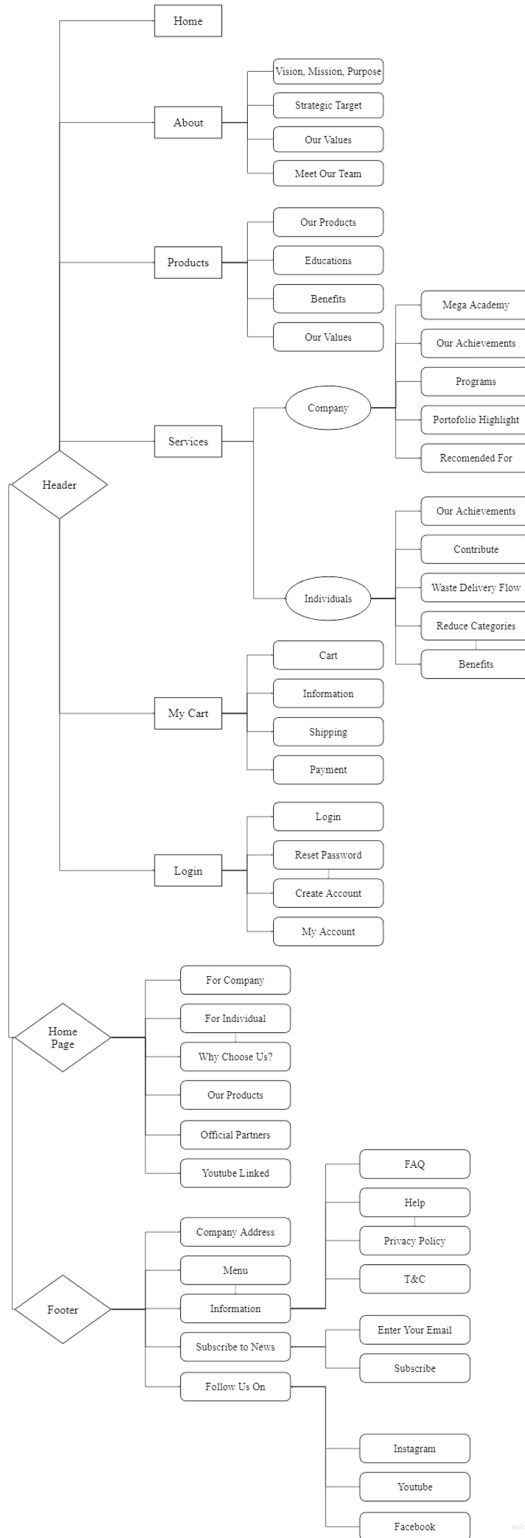 Home
About
Vision, Mission, Purpose
Strategic Target
Our Values
Meet Our Team
Products
Our Products
Educations
Benefits
Our Values
Header
Services
Company
Mega Academy
Our Achievements
Programs
Portofolio Highlight
Recomended For
Individuals
Our Achievements
Contribute
Waste Delivery Flow
Reduce Categories
Benefits
My Cart
Cart
Information
Shipping
Payment
Login
Login
Reset Password
Create Account
My Account
Home
Page
For Company
For Individual
Why Choose Us?
Our Products
Official Partners
Youtube Linked
Footer
Company Address
Menu
Information
FAQ
Help
Privacy Policy
T&C
Subscribe to News
Enter Your Email
Subscribe
Follow Us On
Instagram
Youtube
Facebook